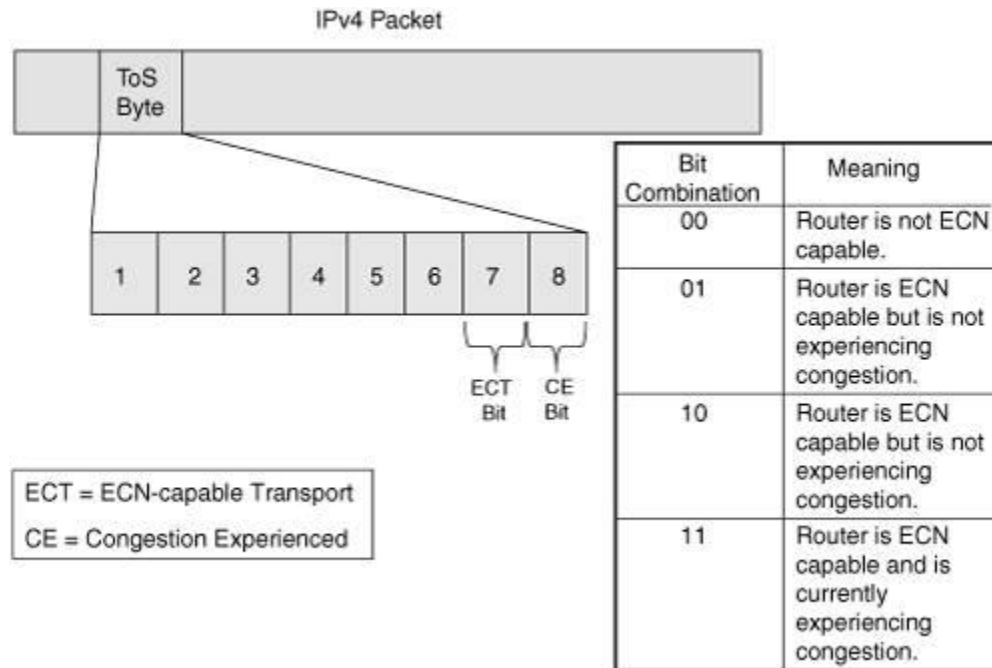 IPv4 Packet
ToS
Byte
1 2 3 4 5 6 7 8
ECT
Bit
CE
Bit
ECT = ECN-capable Transport
CE = Congestion Experienced
Bit
Combination
Meaning
00
Router is not ECN
capable.
01
Router is ECN
capable but is not
experiencing
congestion.
10
Router is ECN
capable but is not
experiencing
congestion.
11
Router is ECN
capable and is
currently
experiencing
congestion.